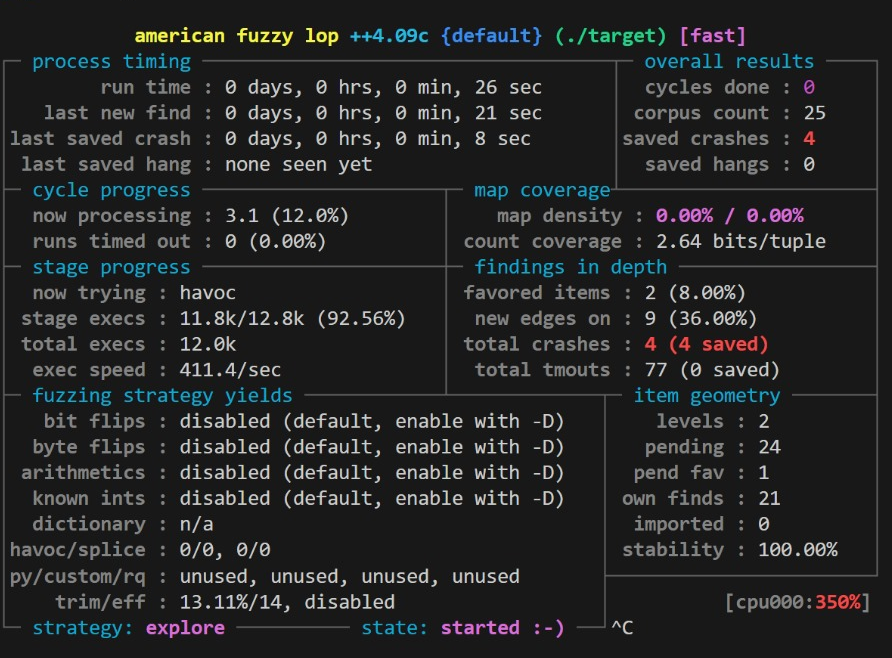 american fuzzy lop ++4.09c {default} (./target) [fast]
process timing overall results
run time : 0 days, 0 hrs, 0 min, 26 sec cycles done : 0
last new find : 0 days, 0 hrs, 0 min, 21 sec corpus count : 25
last saved crash : 0 days, 0 hrs, 0 min, 8 sec saved crashes : 4
last saved hang : none seen yet saved hangs : 0
cycle progress map coverage
now processing : 3.1 (12.0%) map density : 0.00% / 0.00%
runs timed out : 0 (0.00%) count coverage : 2.64 bits/tuple
stage progress findings in depth
now trying : havoc favored items : 2 (8.00%)
stage execs : 11.8k/12.8k (92.56%) new edges on : 9 (36.00%)
total execs : 12.0k total crashes : 4 (4 saved)
exec speed : 411.4/sec total tmouts : 77 (0 saved)
fuzzing strategy yields item geometry
bit flips : disabled (default, enable with -D) levels : 2
byte flips : disabled (default, enable with -D) pending : 24
arithmetics : disabled (default, enable with -D) pend fav : 1
known ints : disabled (default, enable with -D) own finds : 21
dictionary : n/a imported : 0
havoc/splice : 0/0, 0/0 stability : 100.00%
py/custom/rq : unused, unused, unused, unused
trim/eff : 13.11%/14, disabled [cpu000:350%]
strategy: explore state: started :-) ^C